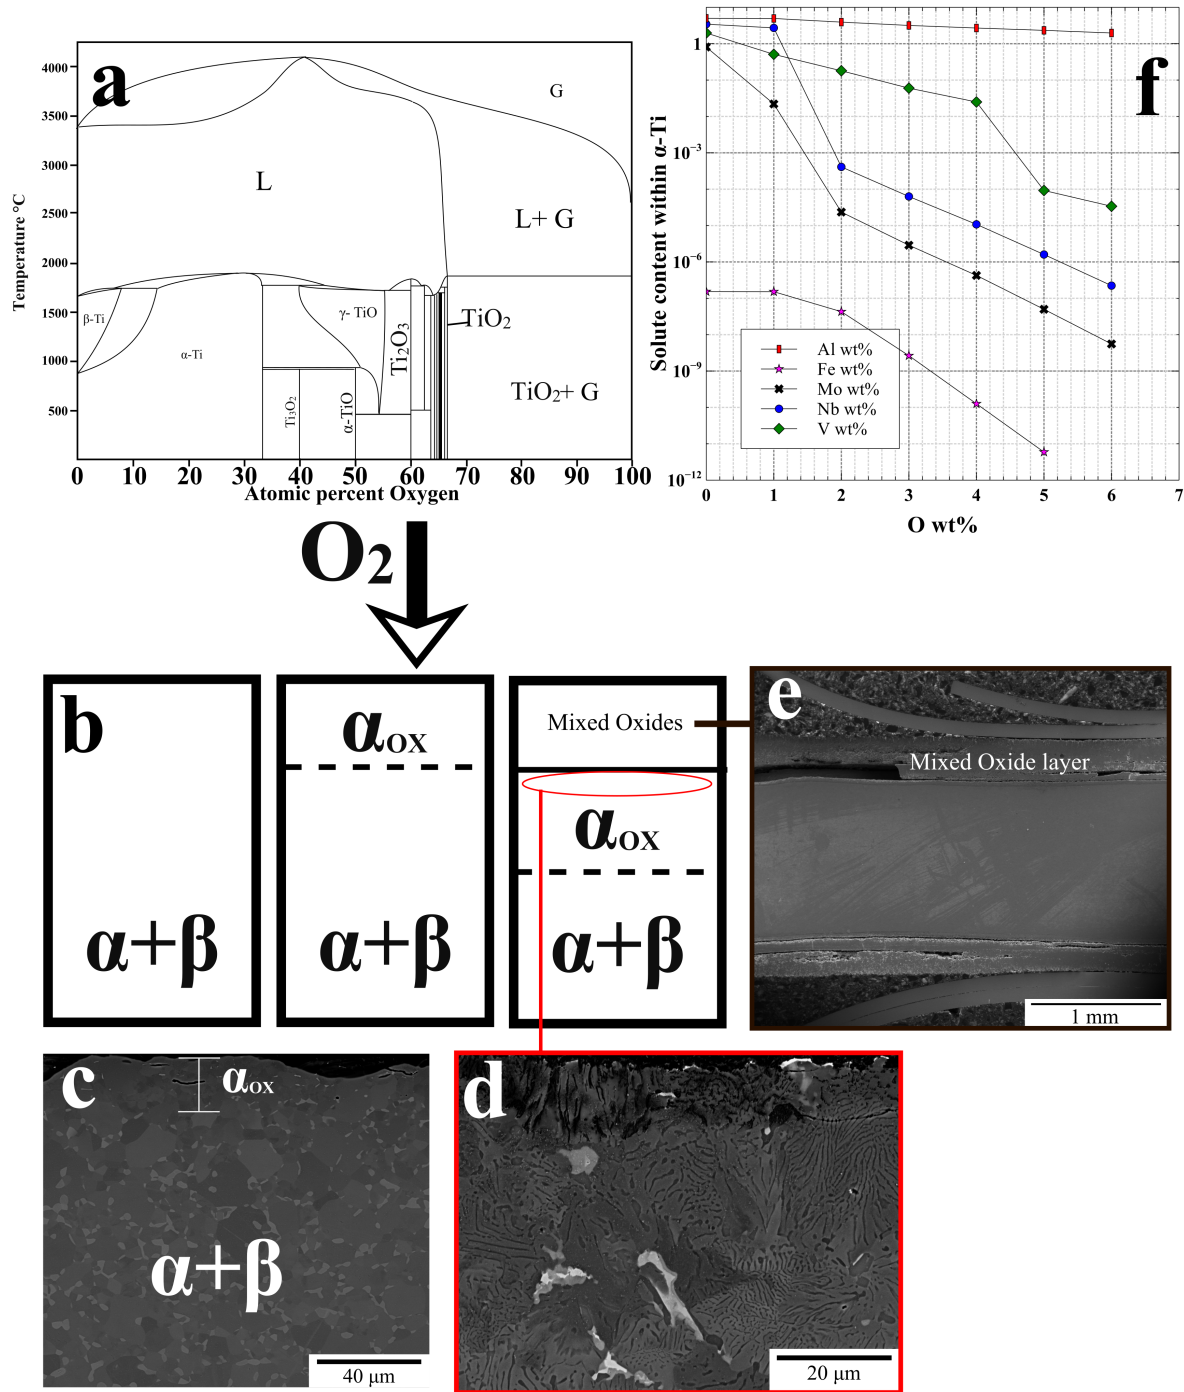 a
Temperature °C
4000
3500
3000
2500
2000
1500
1000
500
G
L
L+ G
β-Ti
α-Ti
γ- TiO
Ti₂O₃
TiO₂
Ti₃O₂
α-TiO
TiO₂+ G
0 10 20 30 40 50 60 70 80 90 100
Atomic percent Oxygen
f
Solute content within α-Ti
1
10⁻³
10⁻⁶
10⁻⁹
10⁻¹²
Al wt%
Fe wt%
Mo wt%
Nb wt%
V wt%
0 1 2 3 4 5 6 7
O wt%
O₂
b
α+β
αox
α+β
Mixed Oxides
αox
α+β
e
Mixed Oxide layer
1 mm
c
αox
α+β
40 μm
d
20 μm